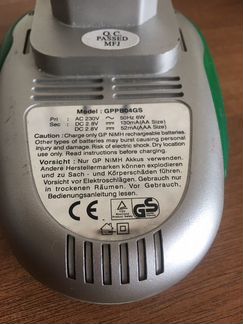 Q.C.
PASSED
MFJ
Model : GPPB04GS
Pri : AC 230V ~ 50Hz 6W
Sec : DC 2.8V ⎓ 130mA(AA Size)
DC 2.8V ⎓ 52mA(AAA Size)
Caution : Charge only GP NiMH rechargeable batteries.
Other types of batteries may burst causing personal
injury and damage. Risk of electric shock. Dry location
use only. Read instructions before charging.
Vorsicht : Nur GP NiMH Akkus verwenden.
Andere Herstellermarken können explodieren
und zu Sach - und Körperschäden führen.
Vorsicht vor Elektroschlägen. Gebrauch nur
in trockenen Räumen. Vor Gebrauch,
Bedienungsanleitung lesen!
CE
TÜV
GS